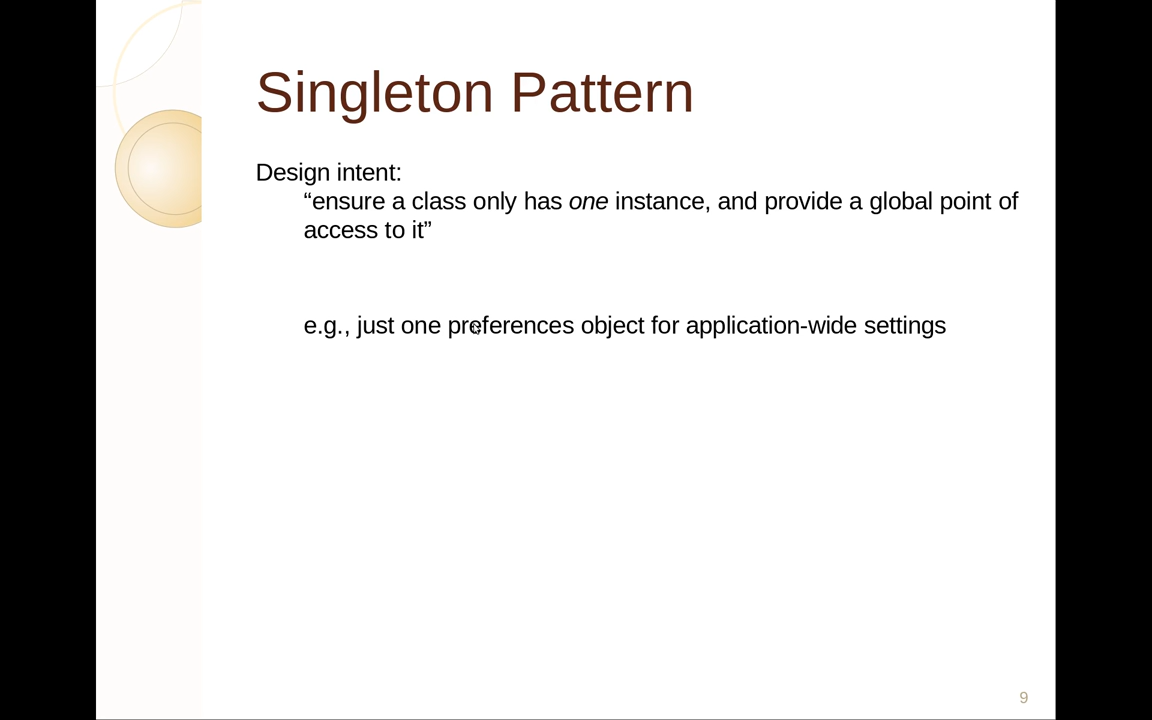 Singleton Pattern
Design intent:
“ensure a class only has one instance, and provide a global point of
access to it”
e.g., just one preferences object for application-wide settings
9